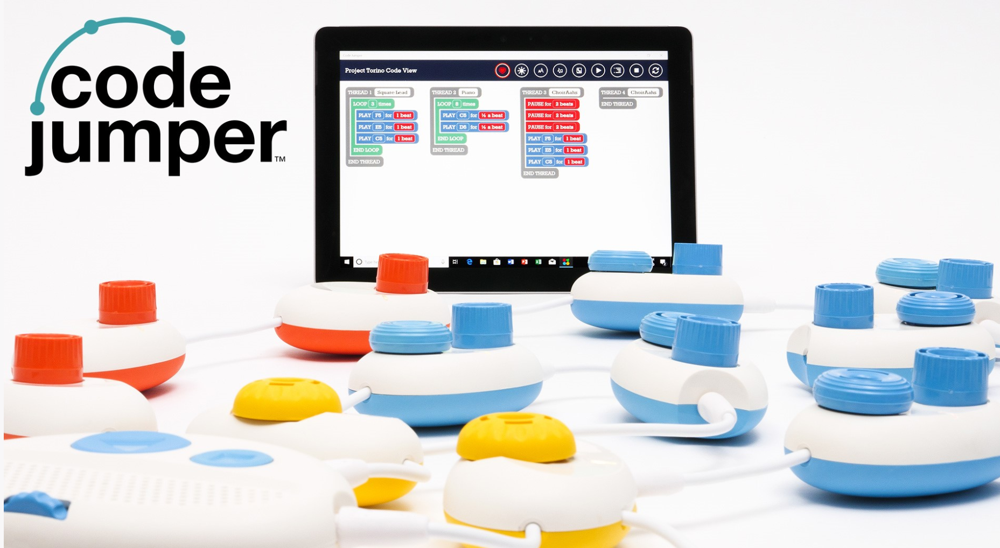 code
jumper™
Code Jumper
Project Torino Code View
THREAD 1 Square Lead
LOOP 3 times
PLAY F5 for 1 beat
PLAY E5 for 1 beat
PLAY C5 for 1 beat
END LOOP
END THREAD
THREAD 2 Piano
LOOP 8 times
PLAY C5 for ½ a beat
PLAY D5 for ½ a beat
END LOOP
END THREAD
THREAD 3 ChoirAahs
PAUSE for 2 beats
PAUSE for 2 beats
PAUSE for 2 beats
PLAY F5 for 1 beat
PLAY E5 for 1 beat
PLAY C5 for 1 beat
END THREAD
THREAD 4 ChoirAahs
END THREAD
Type